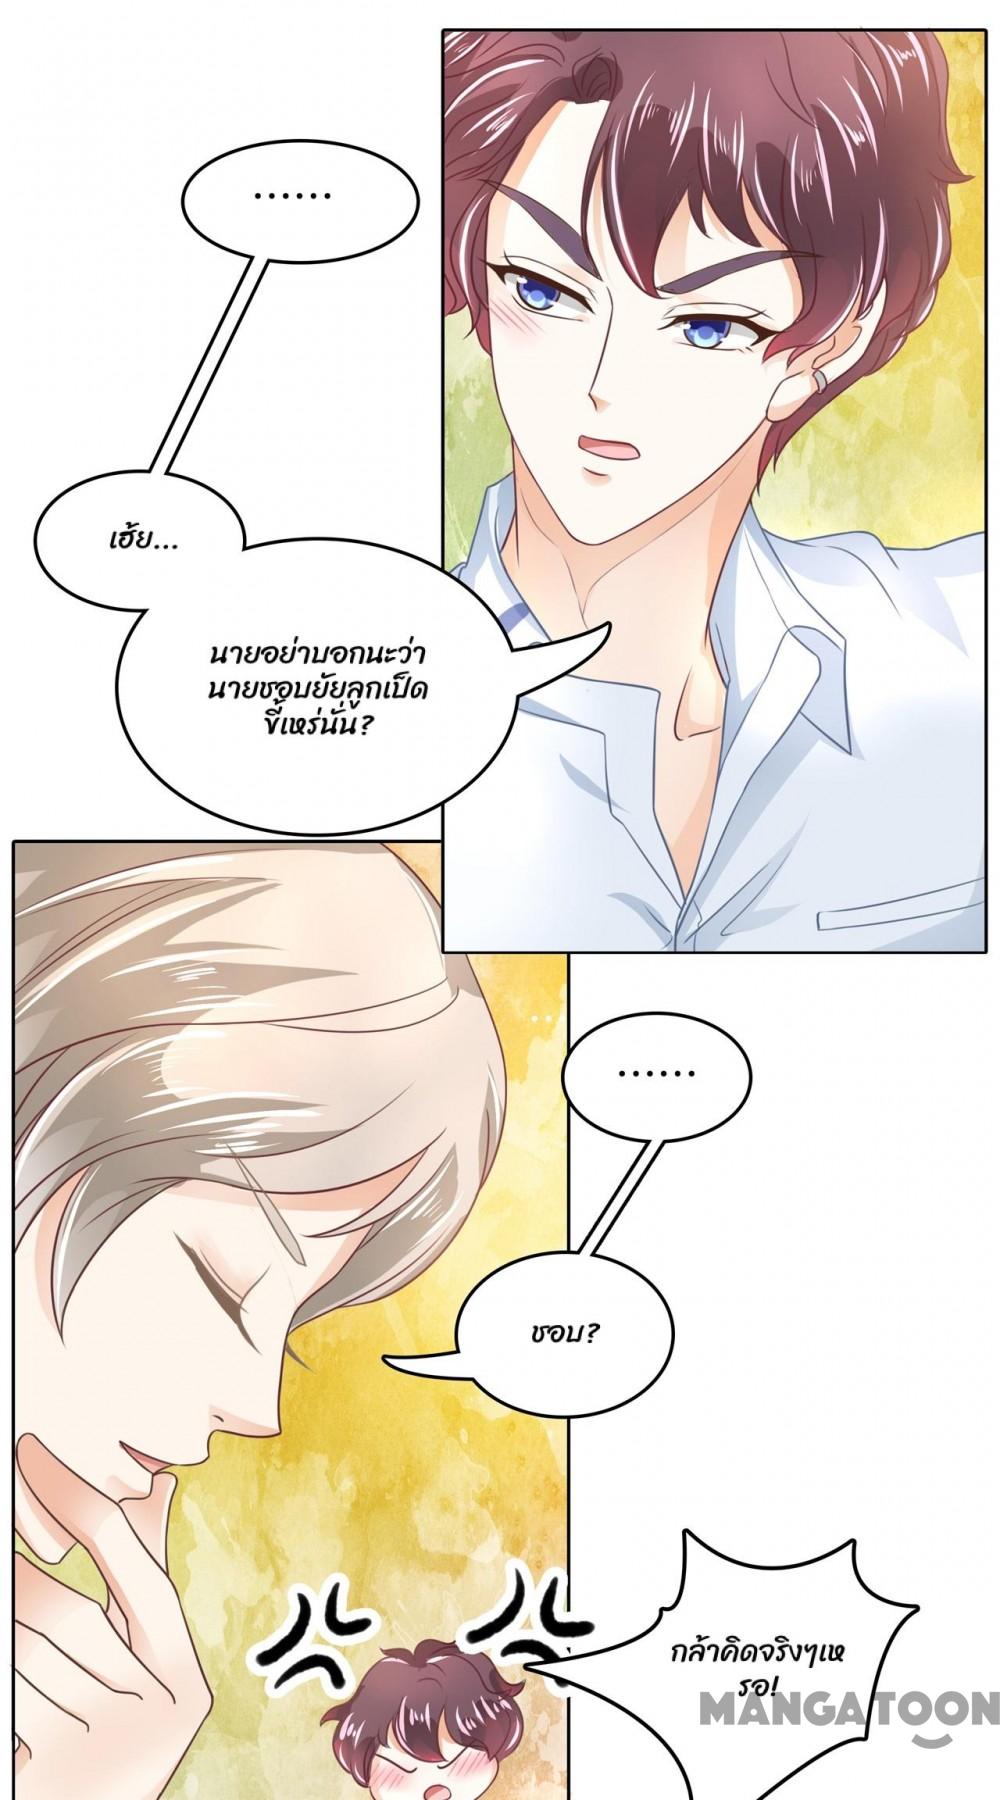 ......
เฮ้ย...
นายอย่าบอกนะว่า
นายชอบยัยลูกเป็ด
ขี้เหร่นั่น?
......
ชอบ?
กล้าคิดจริงๆเห
รอ!
MANGATOON